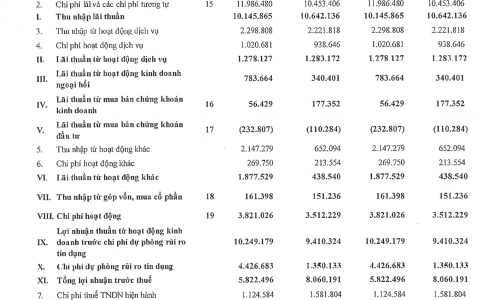 2. Chi phí lãi và các chi phí tương tự 15 11.986.480 10.453.406 11.986.480 10.453.406
I. Thu nhập lãi thuần 10.145.865 10.642.136 10.145.865 10.642.136
3. Thu nhập từ hoạt động dịch vụ 2.298.808 2.221.818 2.298.808 2.221.818
4. Chi phí hoạt động dịch vụ 1.020.681 938.646 1.020.681 938.646
II. Lãi thuần từ hoạt động dịch vụ 1.278.127 1.283.172 1.278.127 1.283.172
III. Lãi thuần từ hoạt động kinh doanh
ngoại hối 783.664 340.401 783.664 340.401
IV. Lãi thuần từ mua bán chứng khoán
kinh doanh 16 56.429 177.352 56.429 177.352
V. Lãi thuần từ mua bán chứng khoán
đầu tư 17 (232.807) (110.284) (232.807) (110.284)
5. Thu nhập từ hoạt động khác 2.147.279 652.094 2.147.279 652.094
6. Chi phí hoạt động khác 269.750 213.554 269.750 213.554
VI. Lãi thuần từ hoạt động khác 1.877.529 438.540 1.877.529 438.540
VII. Thu nhập từ góp vốn, mua cổ phần 18 161.398 151.236 161.398 151.236
VIII. Chi phí hoạt động 19 3.821.026 3.512.229 3.821.026 3.512.229
IX. Lợi nhuận thuần từ hoạt động kinh
doanh trước chi phí dự phòng rủi ro
tín dụng 10.249.179 9.410.324 10.249.179 9.410.324
X. Chi phí dự phòng rủi ro tín dụng 4.426.683 1.350.133 4.426.683 1.350.133
XI. Tổng lợi nhuận trước thuế 5.822.496 8.060.191 5.822.496 8.060.191
7. Chi phí thuế TNDN hiện hành 1.124.584 1.581.804 1.124.584 1.581.804